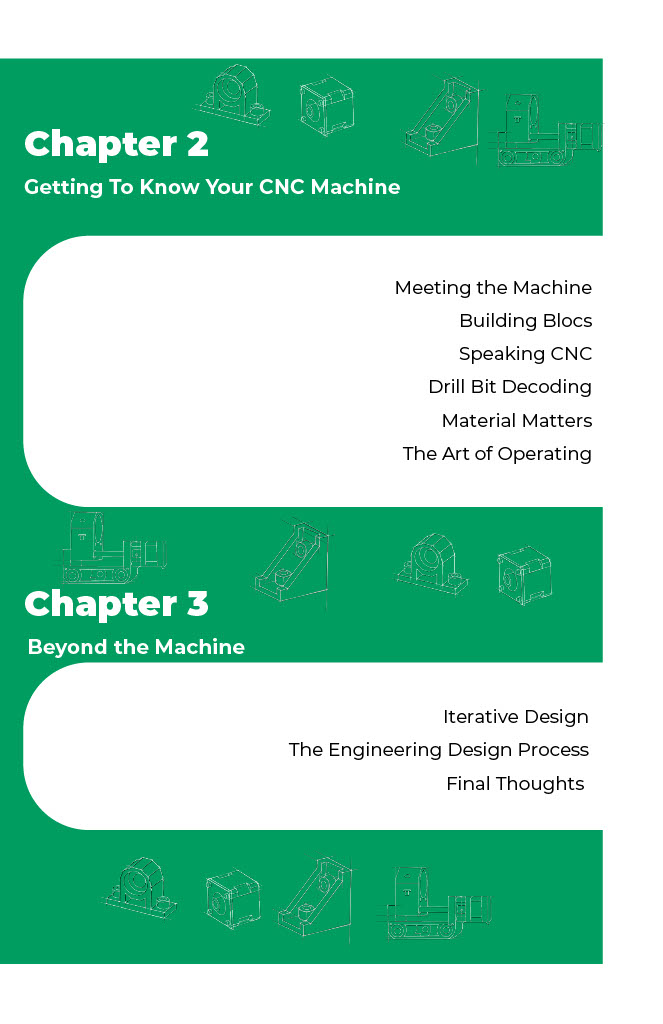 Chapter 2
Getting To Know Your CNC Machine
Meeting the Machine
Building Blocs
Speaking CNC
Drill Bit Decoding
Material Matters
The Art of Operating
Chapter 3
Beyond the Machine
Iterative Design
The Engineering Design Process
Final Thoughts